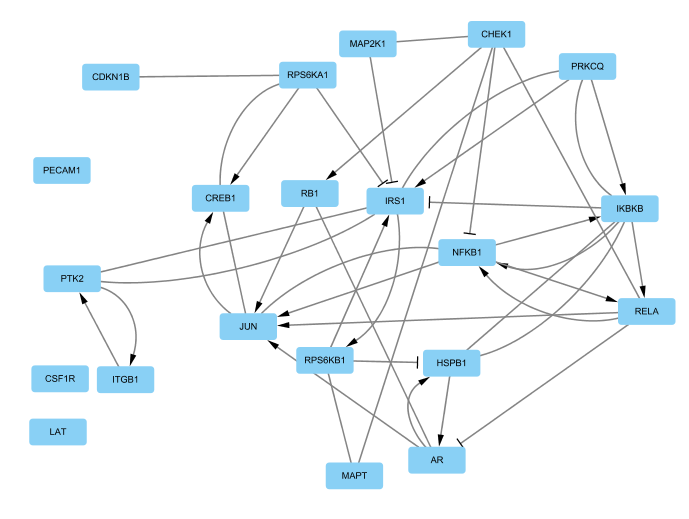 CHEK1
MAP2K1
PRKCQ
CDKN1B
RPS6KA1
PECAM1
CREB1
RB1
IRS1
IKBKB
NFKB1
PTK2
RELA
JUN
RPS6KB1
HSPB1
CSF1R
ITGB1
LAT
AR
MAPT